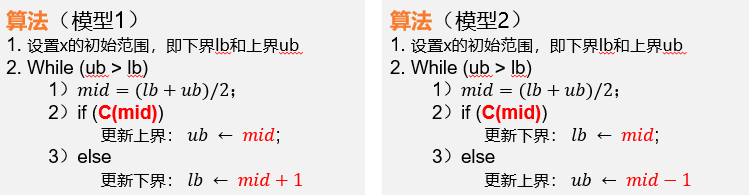 算法（模型1）
1. 设置x的初始范围，即下界lb和上界ub
2. While (ub > lb)
1）mid = (lb + ub)/2;
2）if (C(mid))
更新上界： ub ← mid;
3）else
更新下界： lb ← mid + 1
算法（模型2）
1. 设置x的初始范围，即下界lb和上界ub
2. While (ub > lb)
1）mid = (lb + ub)/2;
2）if (C(mid))
更新下界： lb ← mid;
3）else
更新上界： ub ← mid − 1